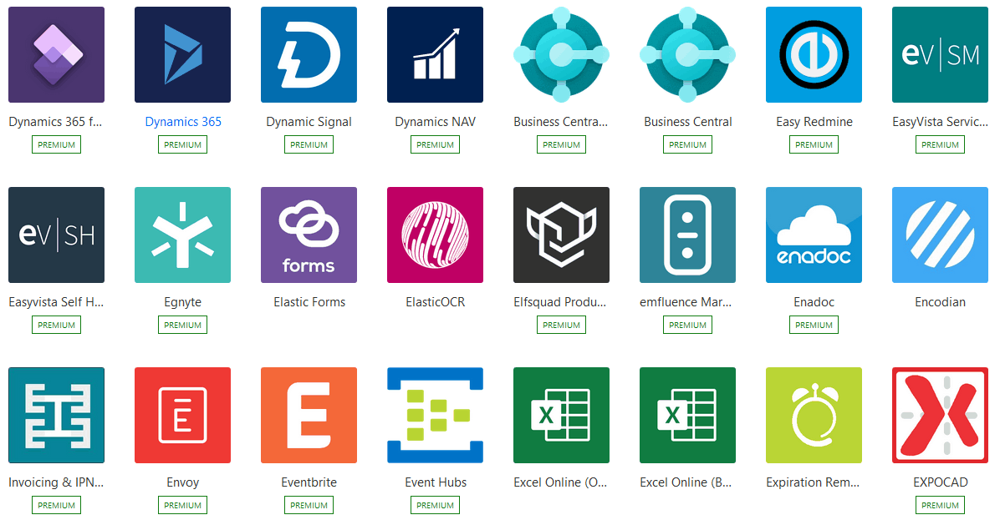 eV|SM
Dynamics 365 f...
Dynamics 365
Dynamic Signal
Dynamics NAV
Business Centra...
Business Central
Easy Redmine
EasyVista Servic...
PREMIUM
PREMIUM
PREMIUM
PREMIUM
PREMIUM
PREMIUM
PREMIUM
PREMIUM
eV|SH
forms
enadoc
Easyvista Self H...
Egnyte
Elastic Forms
ElasticOCR
Elfsquad Produ...
emfluence Mar...
Enadoc
Encodian
PREMIUM
PREMIUM
PREMIUM
PREMIUM
PREMIUM
E
E
X
X
X
Invoicing & IPN...
Envoy
Eventbrite
Event Hubs
Excel Online (O...
Excel Online (B...
Expiration Rem...
EXPOCAD
PREMIUM
PREMIUM
PREMIUM
PREMIUM
PREMIUM